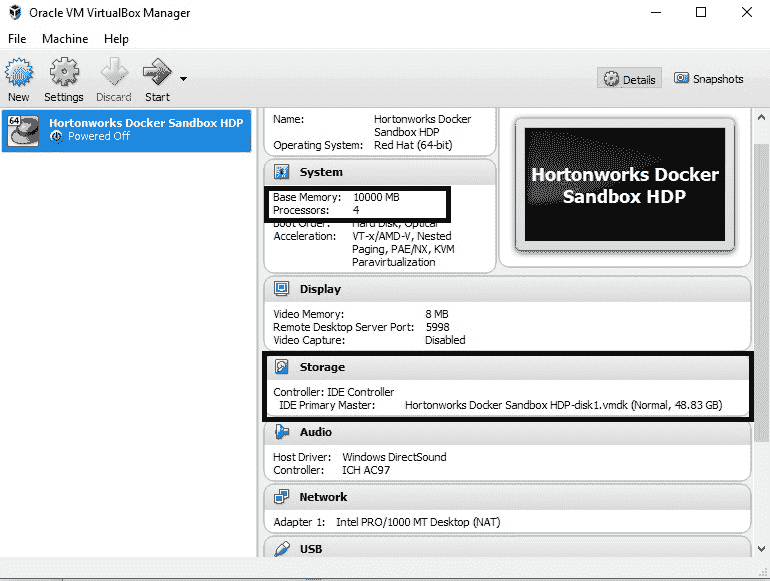 Oracle VM VirtualBox Manager
File Machine Help
New Settings Discard Start Details Snapshots
64
Hortonworks Docker Sandbox HDP
Powered Off
Name: Hortonworks Docker
Sandbox HDP
Operating System: Red Hat (64-bit)
System
Base Memory: 10000 MB
Processors: 4
Boot Order: Hard Disk, Optical
Acceleration: VT-x/AMD-V, Nested
Paging, PAE/NX, KVM
Paravirtualization
Hortonworks Docker
Sandbox HDP
Display
Video Memory: 8 MB
Remote Desktop Server Port: 5998
Video Capture: Disabled
Storage
Controller: IDE Controller
IDE Primary Master: Hortonworks Docker Sandbox HDP-disk1.vmdk (Normal, 48.83 GB)
Audio
Host Driver: Windows DirectSound
Controller: ICH AC97
Network
Adapter 1: Intel PRO/1000 MT Desktop (NAT)
USB